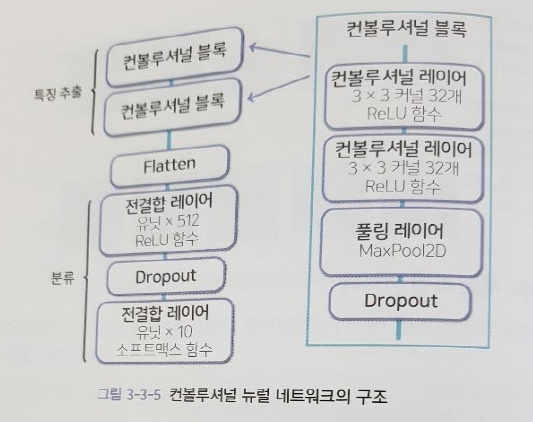 특징 추출
컨볼루셔널 블록
컨볼루셔널 블록
Flatten
분류
전결합 레이어
유닛 × 512
ReLU 함수
Dropout
전결합 레이어
유닛 × 10
소프트맥스 함수
컨볼루셔널 블록
컨볼루셔널 레이어
3 × 3 커널 32개
ReLU 함수
컨볼루셔널 레이어
3 × 3 커널 32개
ReLU 함수
풀링 레이어
MaxPool2D
Dropout
그림 3-3-5 컨볼루셔널 뉴럴 네트워크의 구조